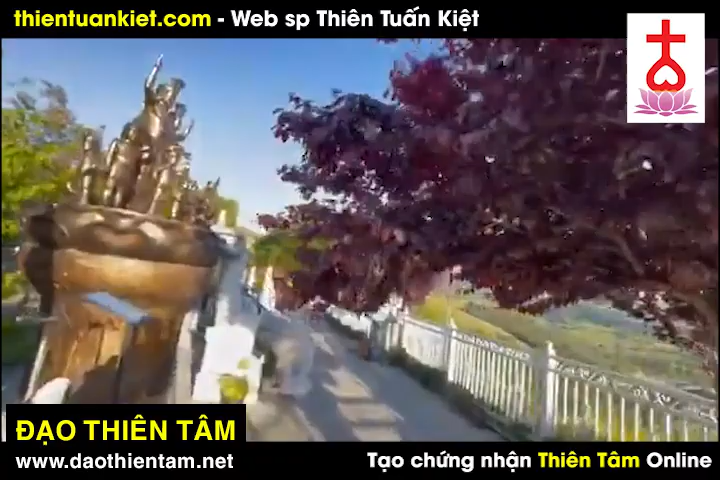 thientuankiet.com - Web sp Thiên Tuấn Kiệt
ĐẠO THIÊN TÂM
www.daothientam.net
Tạo chứng nhận Thiên Tâm Online